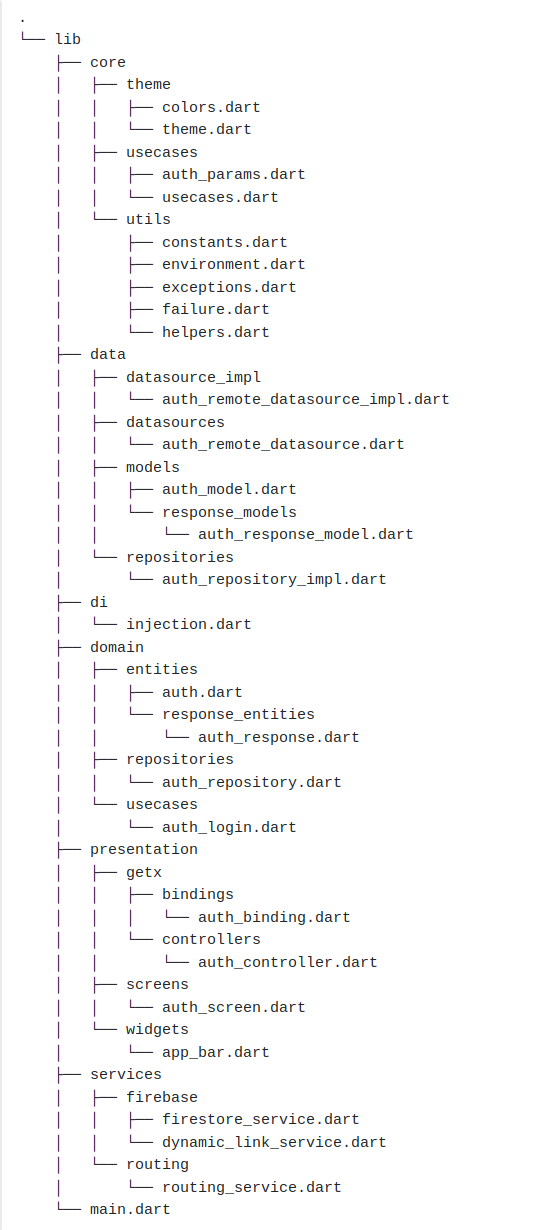 .
└── lib
    ├── core
    │   ├── theme
    │   │   ├── colors.dart
    │   │   └── theme.dart
    │   ├── usecases
    │   │   ├── auth_params.dart
    │   │   └── usecases.dart
    │   └── utils
    │       ├── constants.dart
    │       ├── environment.dart
    │       ├── exceptions.dart
    │       ├── failure.dart
    │       └── helpers.dart
    ├── data
    │   ├── datasource_impl
    │   │   └── auth_remote_datasource_impl.dart
    │   ├── datasources
    │   │   └── auth_remote_datasource.dart
    │   ├── models
    │   │   ├── auth_model.dart
    │   │   └── response_models
    │   │       └── auth_response_model.dart
    │   └── repositories
    │       └── auth_repository_impl.dart
    ├── di
    │   └── injection.dart
    ├── domain
    │   ├── entities
    │   │   ├── auth.dart
    │   │   └── response_entities
    │   │       └── auth_response.dart
    │   ├── repositories
    │   │   └── auth_repository.dart
    │   └── usecases
    │       └── auth_login.dart
    ├── presentation
    │   ├── getx
    │   │   ├── bindings
    │   │   │   └── auth_binding.dart
    │   │   └── controllers
    │   │       └── auth_controller.dart
    │   ├── screens
    │   │   └── auth_screen.dart
    │   └── widgets
    │       └── app_bar.dart
    ├── services
    │   ├── firebase
    │   │   ├── firestore_service.dart
    │   │   └── dynamic_link_service.dart
    │   └── routing
    │       └── routing_service.dart
    └── main.dart